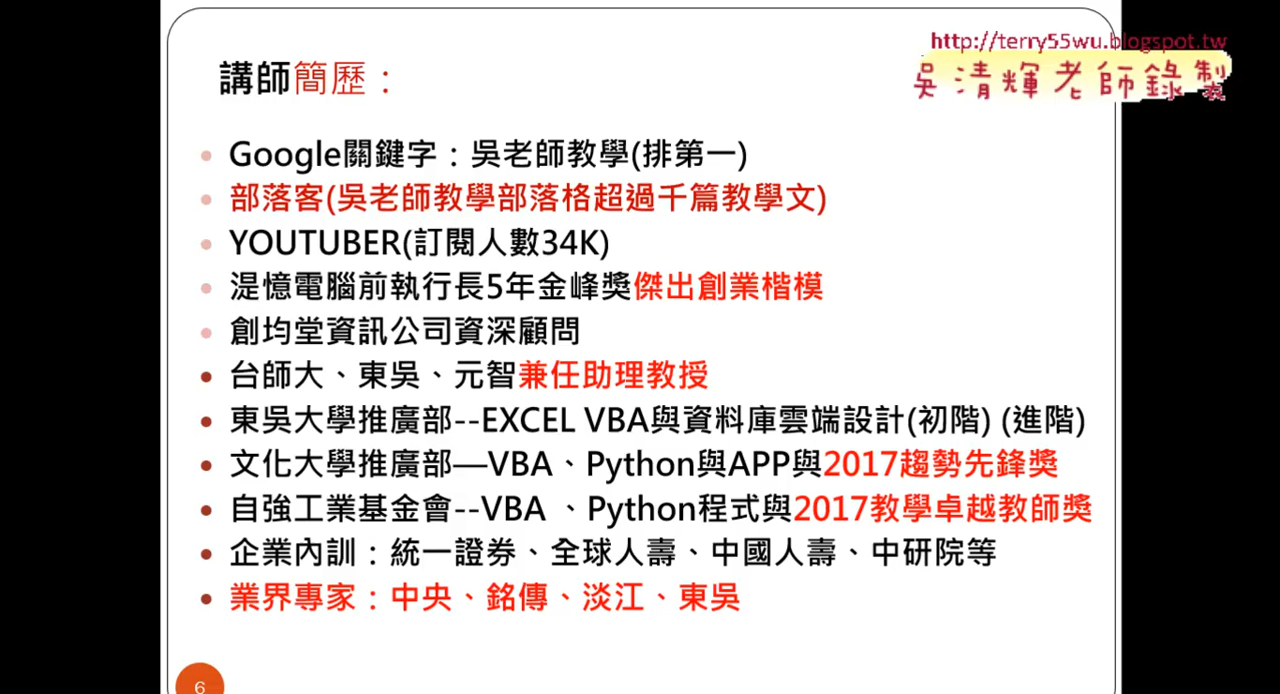 http://terry55wu.blogspot.tw
吳清輝老師錄製
講師簡歷：
Google關鍵字：吳老師教學(排第一)
部落客(吳老師教學部落格超過千篇教學文)
YOUTUBER(訂閱人數34K)
湜憶電腦前執行長5年金峰獎傑出創業楷模
創均堂資訊公司資深顧問
台師大、東吳、元智兼任助理教授
東吳大學推廣部--EXCEL VBA與資料庫雲端設計(初階) (進階)
文化大學推廣部—VBA、Python與APP與2017趨勢先鋒獎
自強工業基金會--VBA 、Python程式與2017教學卓越教師獎
企業內訓：統一證券、全球人壽、中國人壽、中研院等
業界專家：中央、銘傳、淡江、東吳
6